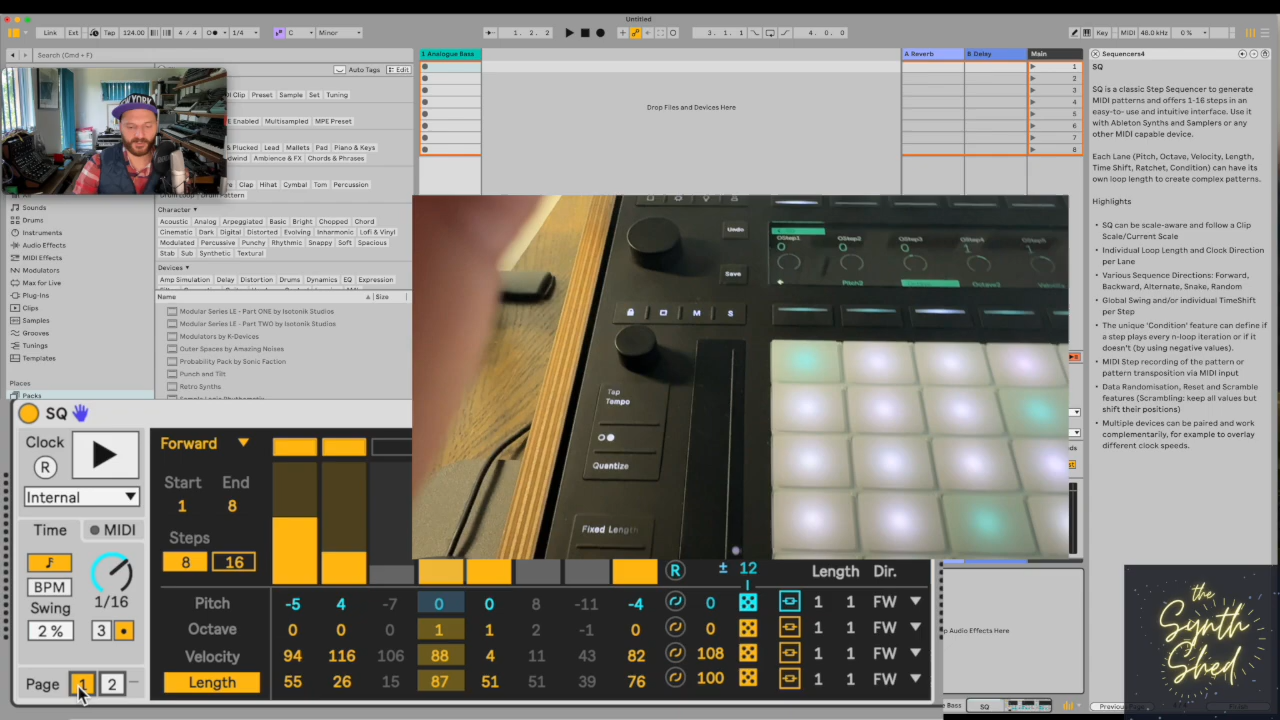 Untitled
Link Ext Tap 124.00 4 / 4 1/4 C Minor 1. 2. 2 3. 1. 1 4. 0. 0 Key MIDI 48.0 kHz 0 %
Search (Cmd + F)
Auto Tags Edit
DI Clip Preset Sample Set Tuning
E Enabled Multisampled MPE Preset
Plucked Lead Mallets Pad Piano & Keys
Ambience & FX Chords & Phrases
Clap Hihat Cymbal Tom Percussion
Character
Acoustic Analog Arpeggiated Basic Bright Chopped Chord
Cinematic Dark Digital Distorted Evolving Inharmonic Lo-Fi
Modulated Percussive Punchy Rhythmic Snappy Soft Spacious
Stab Sub Synthetic Textural
Devices
Amp Simulation Delay Distortion Drums Dynamics EQ Expression
Name Size
Modular Series LE - Part ONE by Isotonik Studios
Modular Series LE - Part TWO by Isotonik Studios
Modulators by K-Devices
Outer Spaces by Amazing Noises
Probability Pack by Sonic Faction
Punch and Tilt
Retro Synths
Sounds
Drums
Instruments
Audio Effects
MIDI Effects
Modulators
Max for Live
Plug-Ins
Clips
Samples
Grooves
Tunings
Templates
Places
Packs
1 Analogue Bass
Drop Files and Devices Here
A Reverb B Delay Main
1
2
3
4
5
6
7
8
Sequencers4
SQ
SQ is a classic Step Sequencer to generate
MIDI patterns and offers 1-16 steps in an
easy-to-use and intuitive interface. Use it
with Ableton Synths and Samplers or any
other MIDI capable device.
Each Lane (Pitch, Octave, Velocity, Length,
Time Shift, Ratchet, Condition) can have its
own loop length to create complex patterns.
Highlights
• SQ can be scale-aware and follow a Clip
Scale/Current Scale
• Individual Loop Length and Clock Direction
per Lane
• Various Sequence Directions: Forward,
Backward, Alternate, Snake, Random
• Global Swing and/or individual TimeShift
per Step
• The unique ‘Condition’ feature can define if
a step plays every n-loop iteration or if it
doesn't (by using negative values).
• MIDI Step recording of the pattern or
pattern transposition via MIDI input
• Data Randomisation, Reset and Scramble
features (Scrambling: keep all values but
shift their positions)
• Multiple devices can be paired and work
complementarily, for example to overlay
different clock speeds.
YORK
Undo
Save
QStep1 QStep2 QStep3 QStep4 QStep5
0 0 0 0 0
Pitch3 Octave3
M S
Tap
Tempo
Quantize
Fixed Length
SQ
Clock
R
Internal
Time MIDI
BPM 1/16
Swing
2 % 3
Page 1 2
Forward
Start End
1 8
Steps
8 16
R ± 12 Length Dir.
Pitch -5 4 -7 0 0 8 -11 -4 0 1 1 FW
Octave 0 0 0 1 1 2 -1 0 0 1 1 FW
Velocity 94 116 106 88 4 11 43 82 108 1 1 FW
Length 55 26 15 87 51 51 39 76 100 1 1 FW
p Audio Effects Here
e Bass SQ
Previous Page
the
Synth
Shed